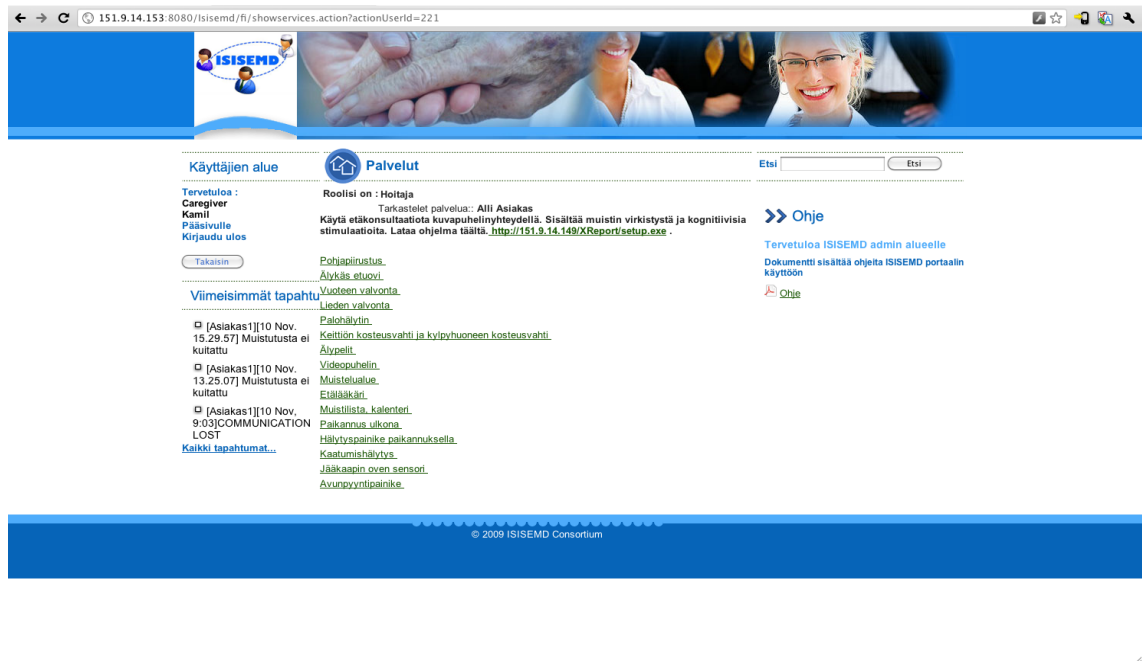 151.9.14.153:8080/Isisemd/fi/showservices.action?actionUserId=221
ISISEMD
Käyttäjien alue
Tervetuloa :
Caregiver
Kamil
Pääsivulle
Kirjaudu ulos
Takaisin
Viimeisimmät tapahtu
[Asiakas1][10 Nov.
15.29.57] Muistutusta ei
kuitattu
[Asiakas1][10 Nov.
13.25.07] Muistutusta ei
kuitattu
[Asiakas1][10 Nov,
9:03]COMMUNICATION
LOST
Kaikki tapahtumat...
Palvelut
Roolisi on : Hoitaja
Tarkastelet palvelua:: Alli Asiakas
Käytä etäkonsultaatiota kuvapuhelinyhteydellä. Sisältää muistin virkistystä ja kognitiivisia
stimulaatioita. Lataa ohjelma täältä. http://151.9.14.149/XReport/setup.exe .
Pohjapiirustus
Älykäs etuovi
Vuoteen valvonta
Lieden valvonta
Palohälytin
Keittiön kosteusvahti ja kylpyhuoneen kosteusvahti
Älypelit
Videopuhelin
Muistelualue
Etälääkäri
Muistilista, kalenteri
Paikannus ulkona
Hälytyspainike paikannuksella
Kaatumishälytys
Jääkaapin oven sensori
Avunpyyntipainike
Etsi Etsi
Ohje
Tervetuloa ISISEMD admin alueelle
Dokumentti sisältää ohjeita ISISEMD portaalin
käyttöön
Ohje
© 2009 ISISEMD Consortium